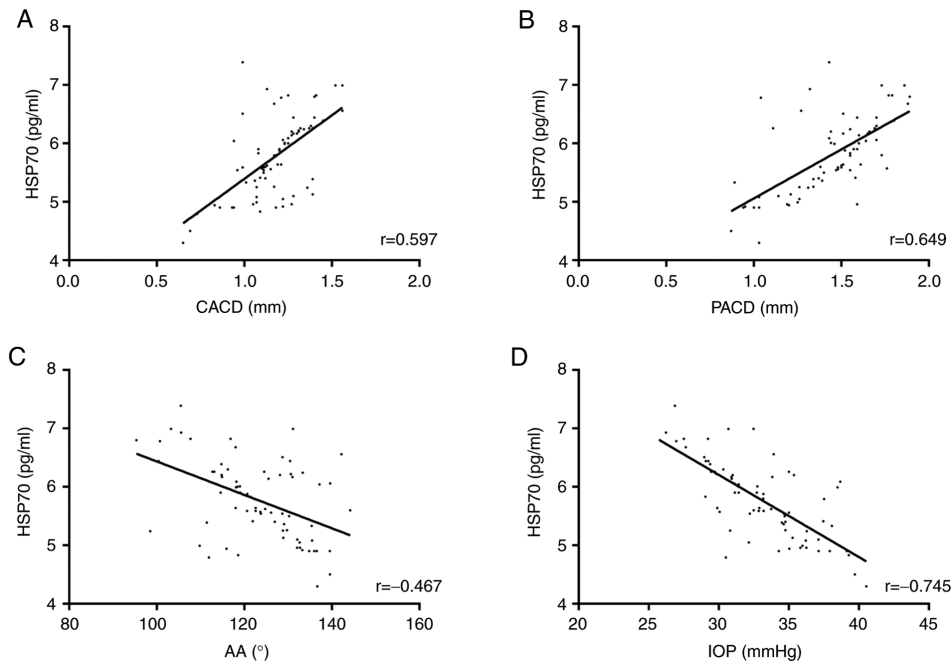 A
8
7
6
5
4
HSP70 (pg/ml)
r=0.597
0.0 0.5 1.0 1.5 2.0
CACD (mm)
B
8
7
6
5
4
HSP70 (pg/ml)
r=0.649
0.0 0.5 1.0 1.5 2.0
PACD (mm)
C
8
7
6
5
4
HSP70 (pg/ml)
r=−0.467
80 100 120 140 160
AA (°)
D
8
7
6
5
4
HSP70 (pg/ml)
r=−0.745
20 25 30 35 40 45
IOP (mmHg)